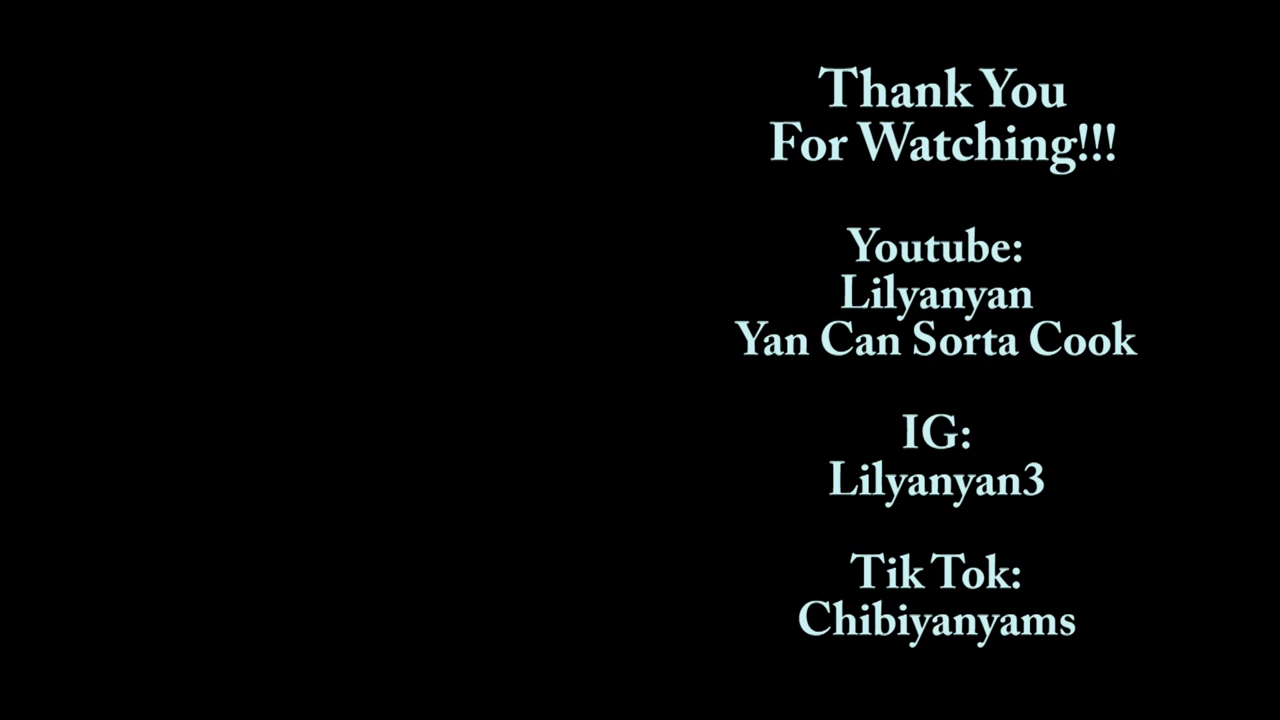 Thank You
For Watching!!!
Youtube:
Lilyanyan
Yan Can Sorta Cook
IG:
Lilyanyan3
Tik Tok:
Chibiyanyams